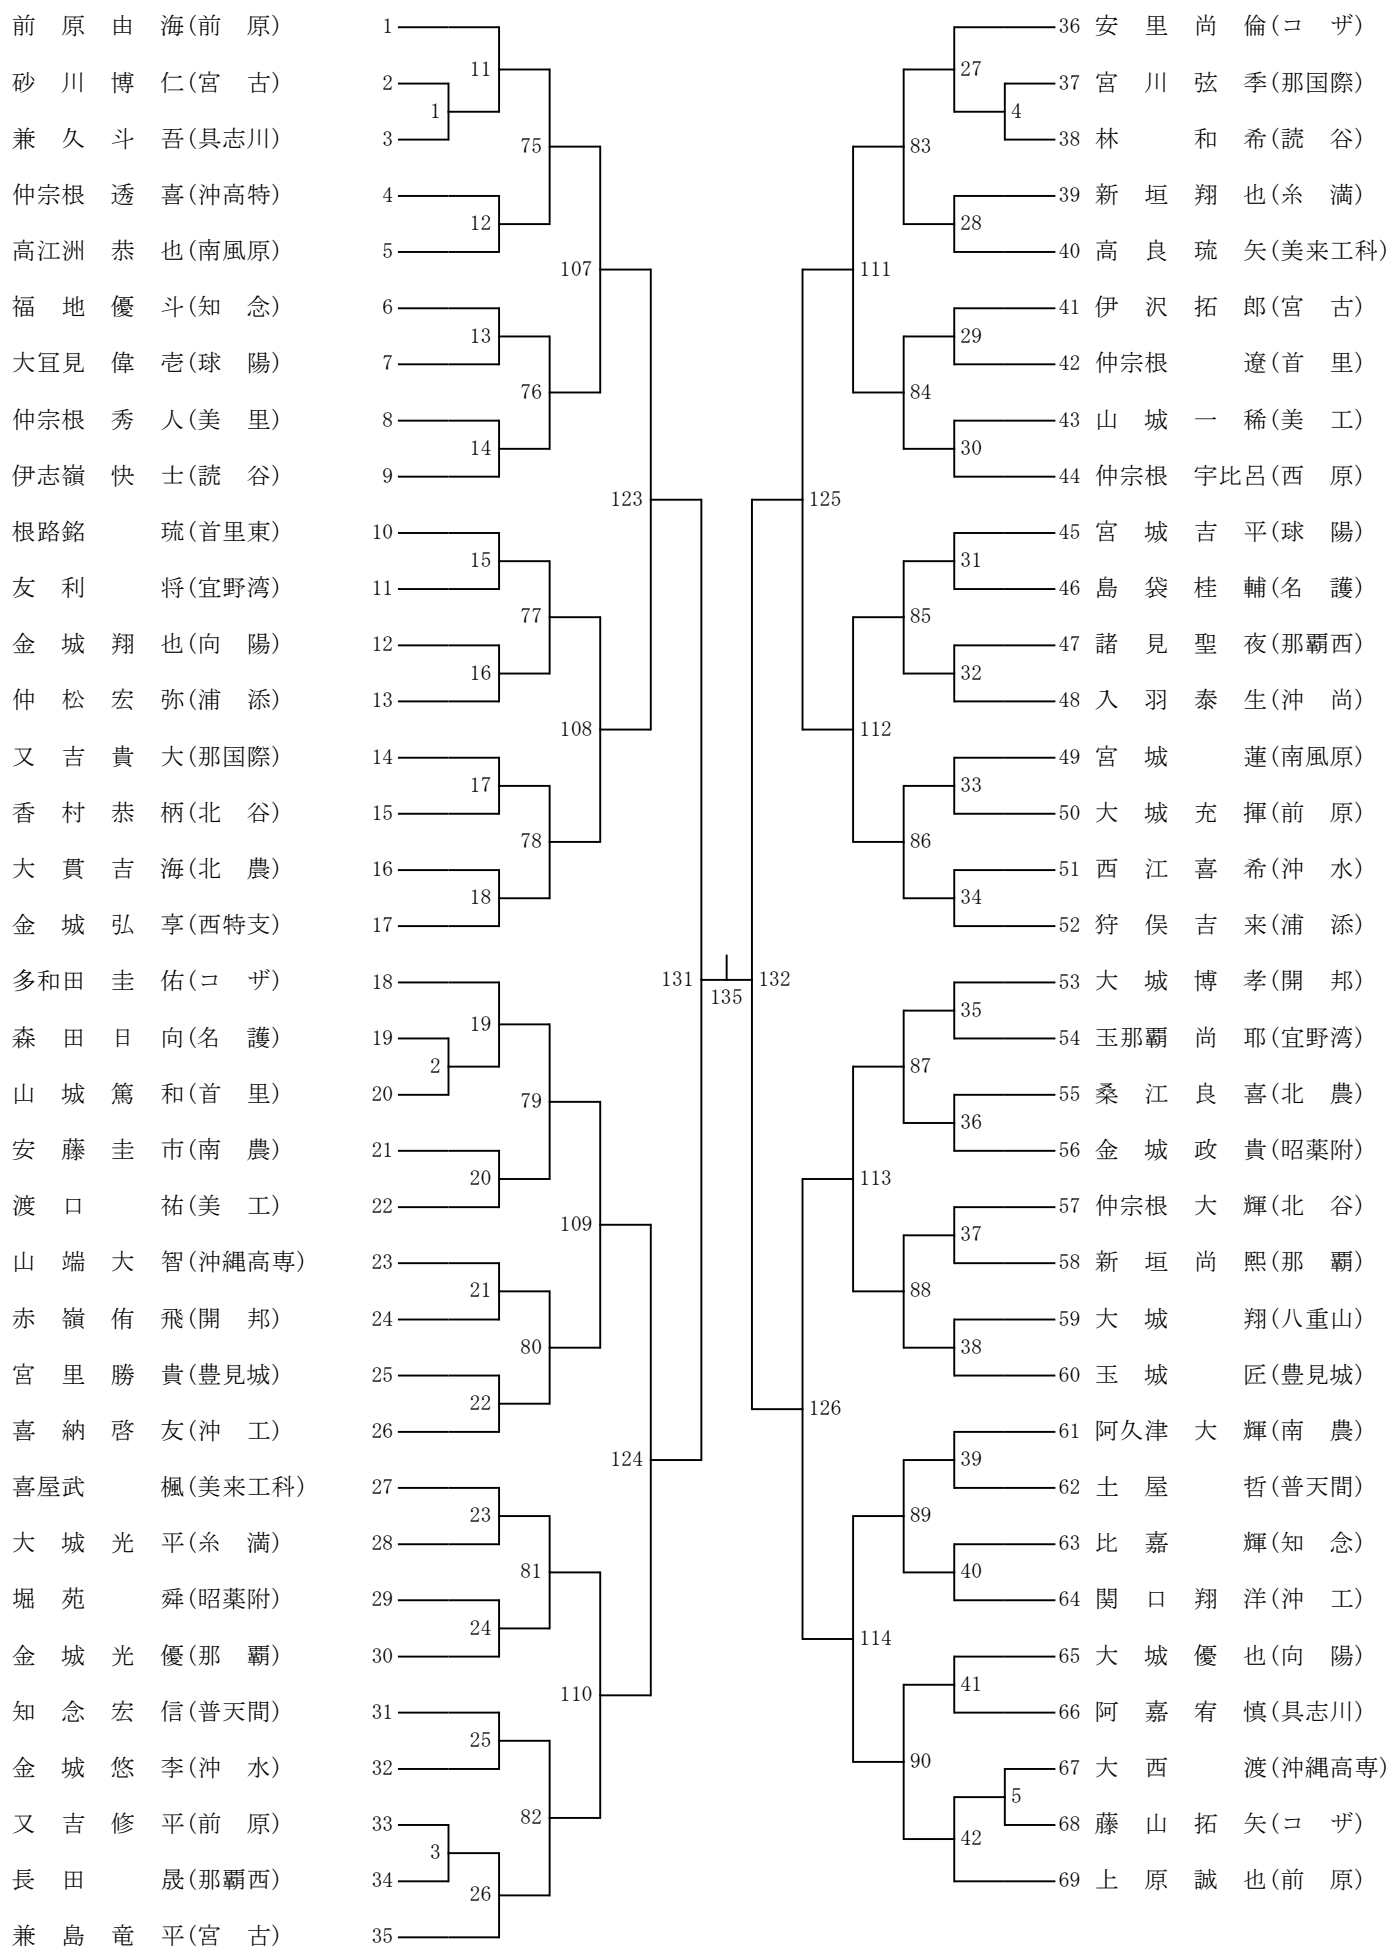 前 原 由 海(前 原) 1
砂 川 博 仁(宮 古) 2
兼 久 斗 吾(具志川) 3
仲宗根 透 喜(沖高特) 4
高江洲 恭 也(南風原) 5
福 地 優 斗(知 念) 6
大冝見 偉 壱(球 陽) 7
仲宗根 秀 人(美 里) 8
伊志嶺 快 士(読 谷) 9
根路銘 琉(首里東) 10
友 利 将(宜野湾) 11
金 城 翔 也(向 陽) 12
仲 松 宏 弥(浦 添) 13
又 吉 貴 大(那国際) 14
香 村 恭 柄(北 谷) 15
大 貫 吉 海(北 農) 16
金 城 弘 享(西特支) 17
多和田 圭 佑(コ ザ) 18
森 田 日 向(名 護) 19
山 城 篤 和(首 里) 20
安 藤 圭 市(南 農) 21
渡 口 祐(美 工) 22
山 端 大 智(沖縄高専) 23
赤 嶺 侑 飛(開 邦) 24
宮 里 勝 貴(豊見城) 25
喜 納 啓 友(沖 工) 26
喜屋武 楓(美来工科) 27
大 城 光 平(糸 満) 28
堀 苑 舜(昭薬附) 29
金 城 光 優(那 覇) 30
知 念 宏 信(普天間) 31
金 城 悠 李(沖 水) 32
又 吉 修 平(前 原) 33
長 田 晟(那覇西) 34
兼 島 竜 平(宮 古) 35
1
2
3
11
12
13
14
15
16
17
18
19
20
21
22
23
24
25
26
75
76
77
78
79
80
81
82
107
108
109
110
123
124
131
135
132
125
126
111
112
113
114
83
84
85
86
87
88
89
90
27
28
29
30
31
32
33
34
35
36
37
38
39
40
41
42
4
5
36 安 里 尚 倫(コ ザ)
37 宮 川 弦 季(那国際)
38 林 和 希(読 谷)
39 新 垣 翔 也(糸 満)
40 高 良 琉 矢(美来工科)
41 伊 沢 拓 郎(宮 古)
42 仲宗根 遼(首 里)
43 山 城 一 稀(美 工)
44 仲宗根 宇比呂(西 原)
45 宮 城 吉 平(球 陽)
46 島 袋 桂 輔(名 護)
47 諸 見 聖 夜(那覇西)
48 入 羽 泰 生(沖 尚)
49 宮 城 蓮(南風原)
50 大 城 充 揮(前 原)
51 西 江 喜 希(沖 水)
52 狩 俣 吉 来(浦 添)
53 大 城 博 孝(開 邦)
54 玉那覇 尚 耶(宜野湾)
55 桑 江 良 喜(北 農)
56 金 城 政 貴(昭薬附)
57 仲宗根 大 輝(北 谷)
58 新 垣 尚 熙(那 覇)
59 大 城 翔(八重山)
60 玉 城 匠(豊見城)
61 阿久津 大 輝(南 農)
62 土 屋 哲(普天間)
63 比 嘉 輝(知 念)
64 関 口 翔 洋(沖 工)
65 大 城 優 也(向 陽)
66 阿 嘉 宥 慎(具志川)
67 大 西 渡(沖縄高専)
68 藤 山 拓 矢(コ ザ)
69 上 原 誠 也(前 原)